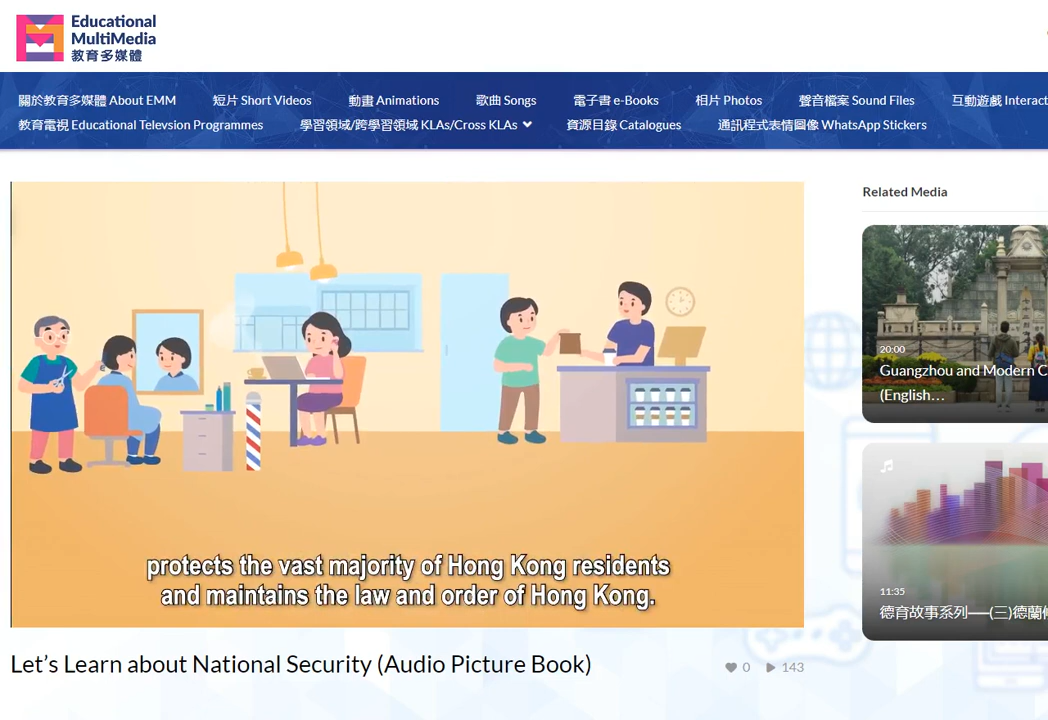 Educational
MultiMedia
教育多媒體
關於教育多媒體 About EMM
短片 Short Videos
動畫 Animations
歌曲 Songs
電子書 e-Books
相片 Photos
聲音檔案 Sound Files
互動遊戲 Interact
教育電視 Educational Televsion Programmes
學習領域/跨學習領域 KLAs/Cross KLAs
資源目錄 Catalogues
通訊程式表情圖像 WhatsApp Stickers
protects the vast majority of Hong Kong residents
and maintains the law and order of Hong Kong.
Let's Learn about National Security (Audio Picture Book)
0
143
Related Media
20:00
Guangzhou and Modern C
(English…
11:35
德育故事系列──(三)德蘭修